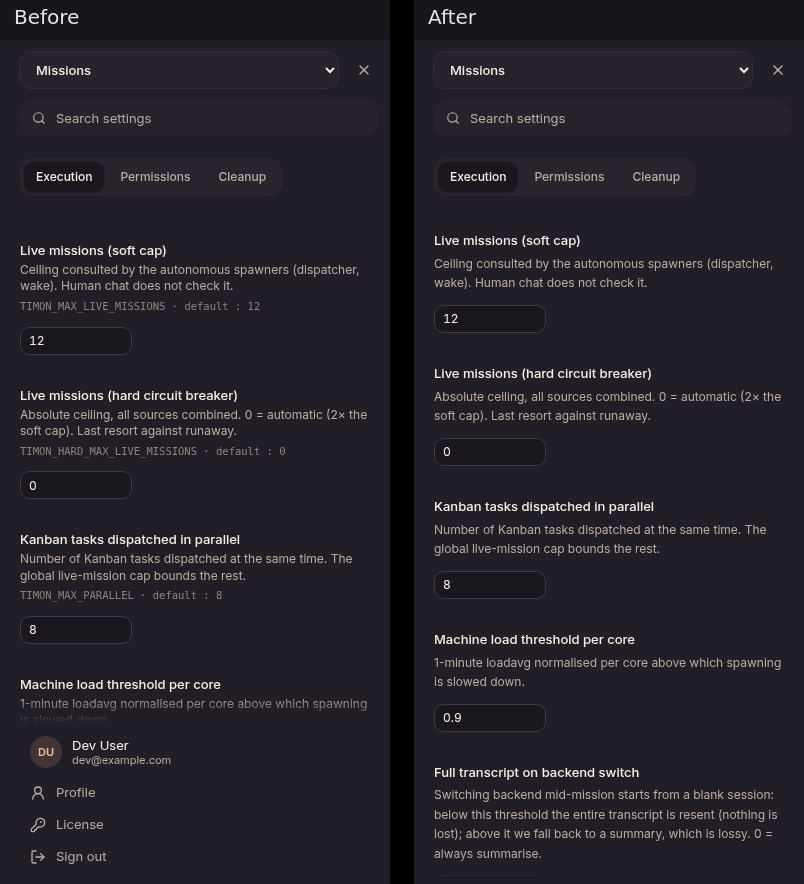 Before
Missions
Search settings
Execution
Permissions
Cleanup
Live missions (soft cap)
Ceiling consulted by the autonomous spawners (dispatcher,
wake). Human chat does not check it.
TIMON_MAX_LIVE_MISSIONS · default : 12
12
Live missions (hard circuit breaker)
Absolute ceiling, all sources combined. 0 = automatic (2× the
soft cap). Last resort against runaway.
TIMON_HARD_MAX_LIVE_MISSIONS · default : 0
0
Kanban tasks dispatched in parallel
Number of Kanban tasks dispatched at the same time. The
global live-mission cap bounds the rest.
TIMON_MAX_PARALLEL · default : 8
8
Machine load threshold per core
1-minute loadavg normalised per core above which spawning
is slowed down.
DU
Dev User
dev@example.com
Profile
License
Sign out
After
Missions
Search settings
Execution
Permissions
Cleanup
Live missions (soft cap)
Ceiling consulted by the autonomous spawners (dispatcher,
wake). Human chat does not check it.
12
Live missions (hard circuit breaker)
Absolute ceiling, all sources combined. 0 = automatic (2× the
soft cap). Last resort against runaway.
0
Kanban tasks dispatched in parallel
Number of Kanban tasks dispatched at the same time. The
global live-mission cap bounds the rest.
8
Machine load threshold per core
1-minute loadavg normalised per core above which spawning
is slowed down.
0.9
Full transcript on backend switch
Switching backend mid-mission starts from a blank session:
below this threshold the entire transcript is resent (nothing is
lost); above it we fall back to a summary, which is lossy. 0 =
always summarise.